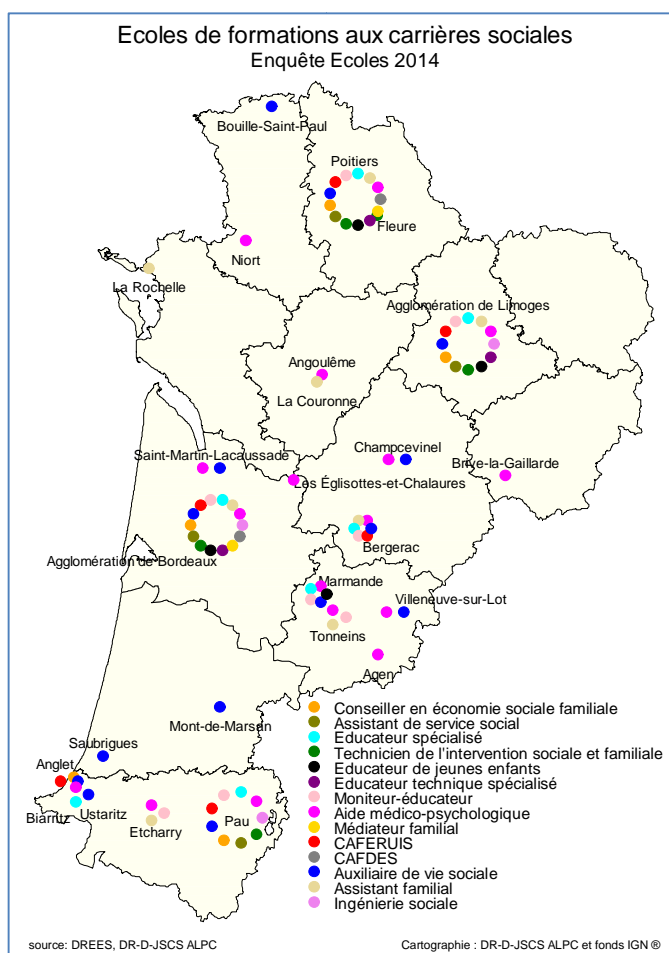 Ecoles de formations aux carrières sociales
Enquête Ecoles 2014
Bouille-Saint-Paul
Poitiers
Fleure
Niort
La Rochelle
Agglomération de Limoges
Angoulême
La Couronne
Saint-Martin-Lacaussade
Champcevinel
Brive-la-Gaillarde
Les Églisottes-et-Chalaures
Agglomération de Bordeaux
Bergerac
Marmande
Villeneuve-sur-Lot
Tonneins
Agen
Mont-de-Marsan
Saubrigues
Anglet
Biarritz
Ustaritz
Etcharry
Pau
Conseiller en économie sociale familiale
Assistant de service social
Educateur spécialisé
Technicien de l'intervention sociale et familiale
Educateur de jeunes enfants
Educateur technique spécialisé
Moniteur-éducateur
Aide médico-psychologique
Médiateur familial
CAFERUIS
CAFDES
Auxiliaire de vie sociale
Assistant familial
Ingénierie sociale
source: DREES, DR-D-JSCS ALPC
Cartographie : DR-D-JSCS ALPC et fonds IGN ®